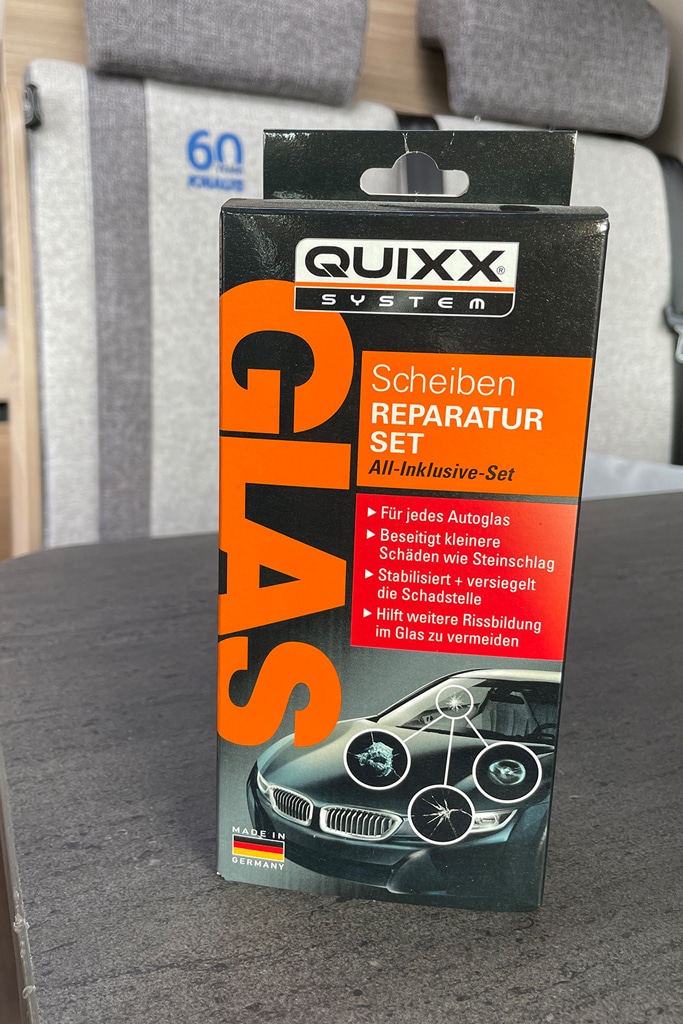 60
KNAUS
QUIXX®
SYSTEM
GLAS
Scheiben
REPARATUR
SET
All-Inklusive-Set
▶ Für jedes Autoglas
▶ Beseitigt kleinere
Schäden wie Steinschlag
▶ Stabilisiert + versiegelt
die Schadstelle
▶ Hilft weitere Rissbildung
im Glas zu vermeiden
MADE IN
GERMANY